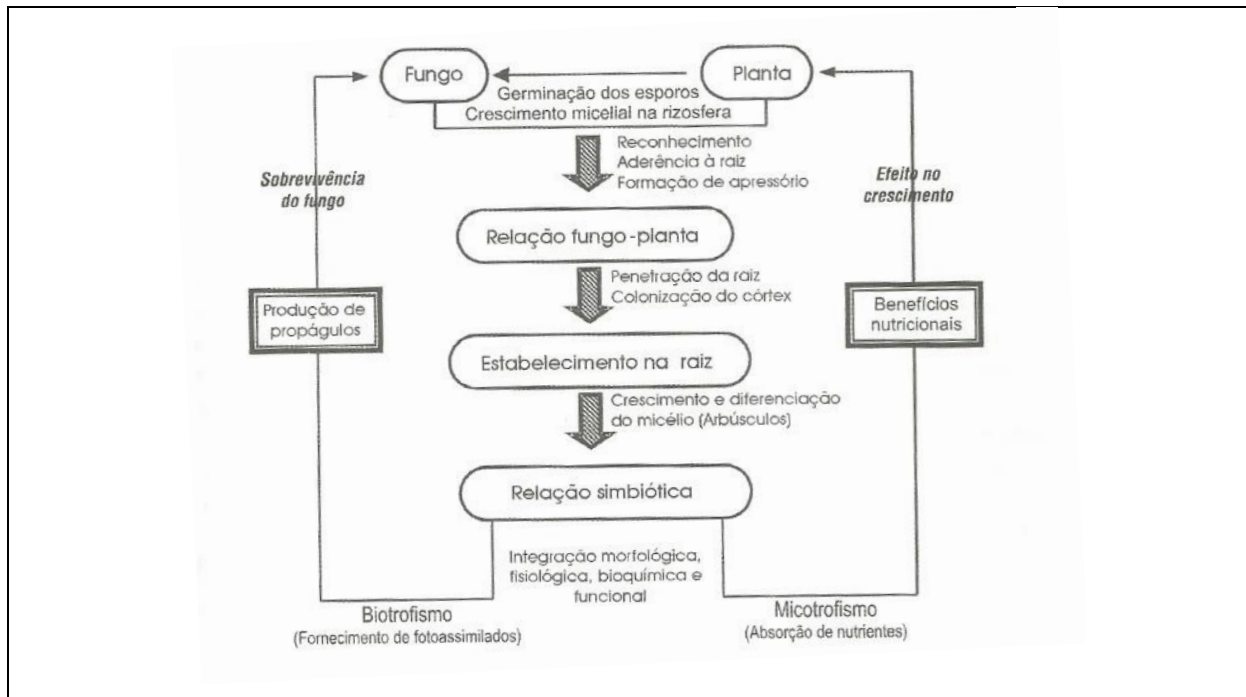 Fungo
Planta
Germinação dos esporos
Crescimento micelial na rizosfera
Reconhecimento
Aderência à raiz
Formação de apressório
Sobrevivência
do fungo
Efeito no
crescimento
Relação fungo-planta
Penetração da raiz
Colonização do córtex
Produção de
propágulos
Benefícios
nutricionais
Estabelecimento na raiz
Crescimento e diferenciação
do micélio (Arbúsculos)
Relação simbiótica
Integração morfológica,
fisiológica, bioquímica e
funcional
Biotrofismo
(Fornecimento de fotoassimilados)
Micotrofismo
(Absorção de nutrientes)